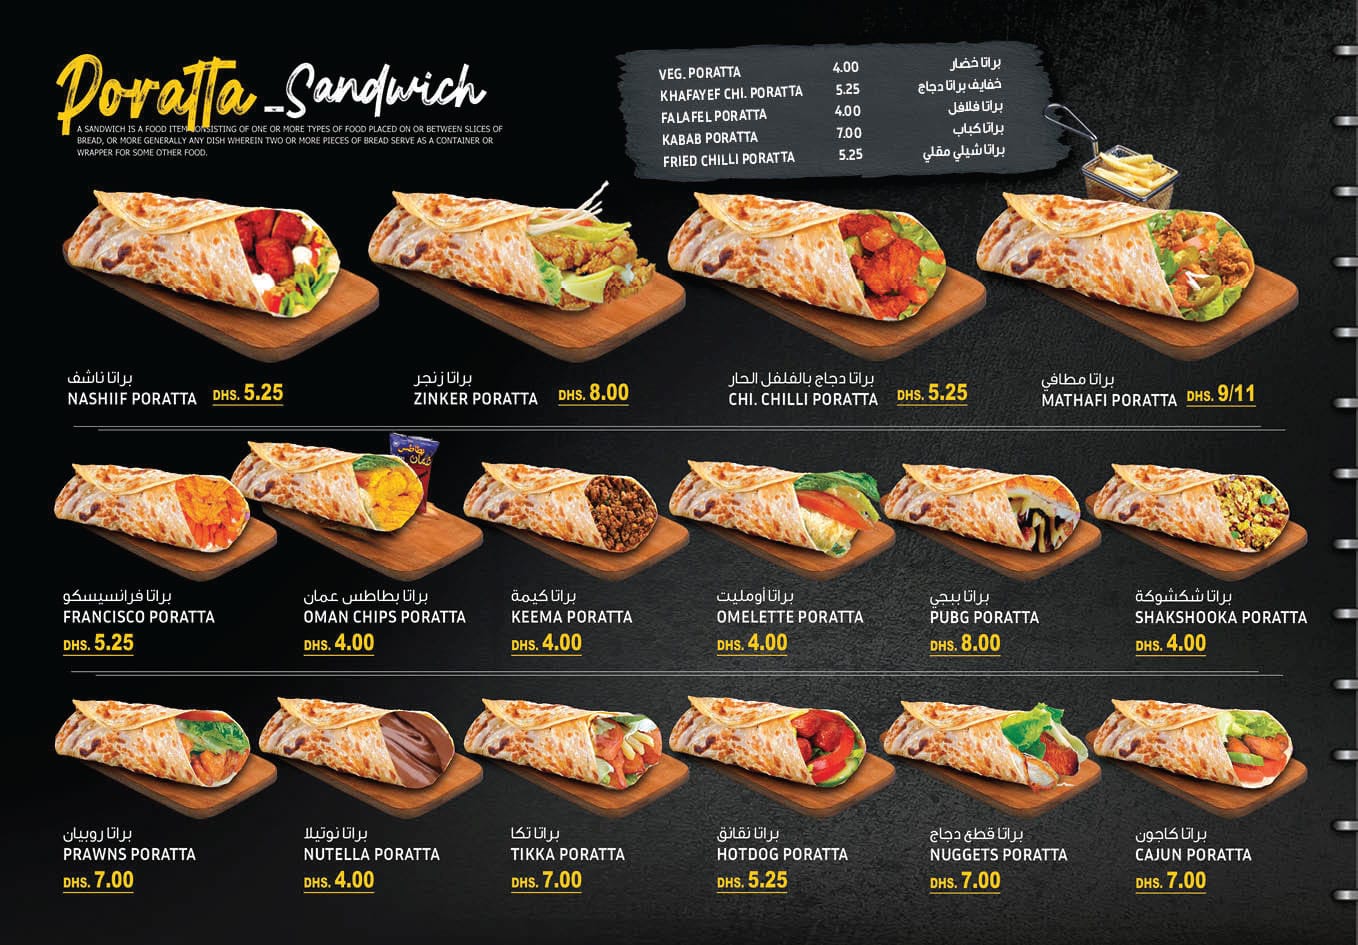 Poratta - Sandwich
A SANDWICH IS A FOOD ITEM CONSISTING OF ONE OR MORE TYPES OF FOOD PLACED ON OR BETWEEN SLICES OF
BREAD, OR MORE GENERALLY ANY DISH WHEREIN TWO OR MORE PIECES OF BREAD SERVE AS A CONTAINER OR
WRAPPER FOR SOME OTHER FOOD.
VEG. PORATTA 4.00 براتا خضار
KHAFAYEF CHI. PORATTA 5.25 خفايف براتا دجاج
FALAFEL PORATTA 4.00 براتا فلافل
KABAB PORATTA 7.00 براتا كباب
FRIED CHILLI PORATTA 5.25 براتا شيلي مقلي
براتا ناشف
NASHIIF PORATTA DHS. 5.25
براتا زنجر
ZINKER PORATTA DHS. 8.00
براتا دجاج بالفلفل الحار
CHI. CHILLI PORATTA DHS. 5.25
براتا مطافي
MATHAFI PORATTA DHS. 9/11
بطاطس
عمان
براتا فرانسيسكو
FRANCISCO PORATTA
DHS. 5.25
براتا بطاطس عمان
OMAN CHIPS PORATTA
DHS. 4.00
براتا كيمة
KEEMA PORATTA
DHS. 4.00
براتا أومليت
OMELETTE PORATTA
DHS. 4.00
براتا ببجي
PUBG PORATTA
DHS. 8.00
براتا شكشوكة
SHAKSHOOKA PORATTA
DHS. 4.00
براتا روبيان
PRAWNS PORATTA
DHS. 7.00
براتا نوتيلا
NUTELLA PORATTA
DHS. 4.00
براتا تكا
TIKKA PORATTA
DHS. 7.00
براتا نقانق
HOTDOG PORATTA
DHS. 5.25
براتا قطع دجاج
NUGGETS PORATTA
DHS. 7.00
براتا كاجون
CAJUN PORATTA
DHS. 7.00